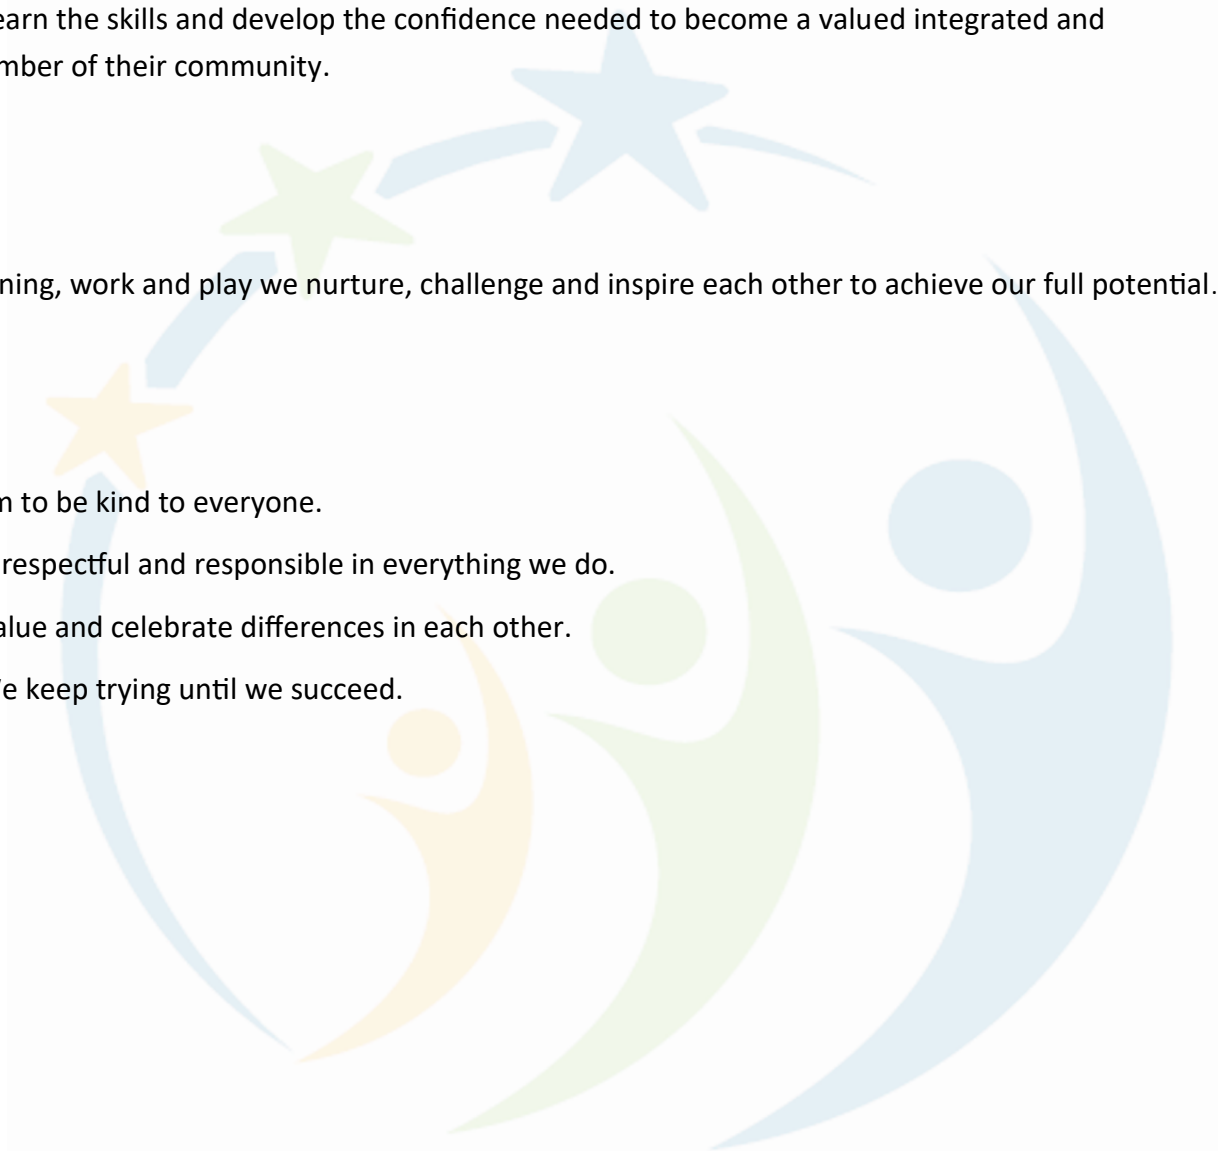 earn the skills and develop the confidence needed to become a valued integrated and
mber of their community.
ning, work and play we nurture, challenge and inspire each other to achieve our full potential.
m to be kind to everyone.
respectful and responsible in everything we do.
alue and celebrate differences in each other.
e keep trying until we succeed.